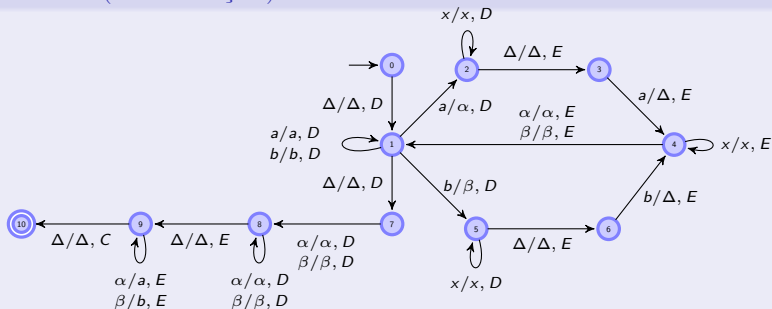 x/x, D
Δ/Δ, E
0
2
3
Δ/Δ, D
a/α, D
a/Δ, E
α/α, E
β/β, E
a/a, D
b/b, D
1
4
x/x, E
Δ/Δ, D
b/β, D
b/Δ, E
10
9
8
7
5
6
Δ/Δ, C
Δ/Δ, E
α/α, D
β/β, D
Δ/Δ, E
α/a, E
β/b, E
α/α, D
β/β, D
x/x, D